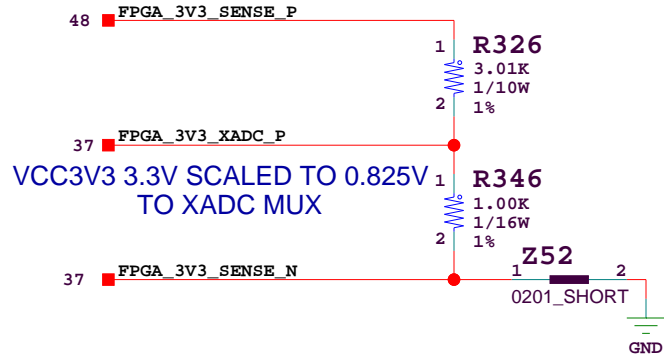 48 FPGA_3V3_SENSE_P
1 R326
3.01K
1/10W
2 1%
37 FPGA_3V3_XADC_P
VCC3V3 3.3V SCALED TO 0.825V
TO XADC MUX
1 R346
1.00K
1/16W
2 1%
37 FPGA_3V3_SENSE_N
Z52
1 2
0201_SHORT
GND